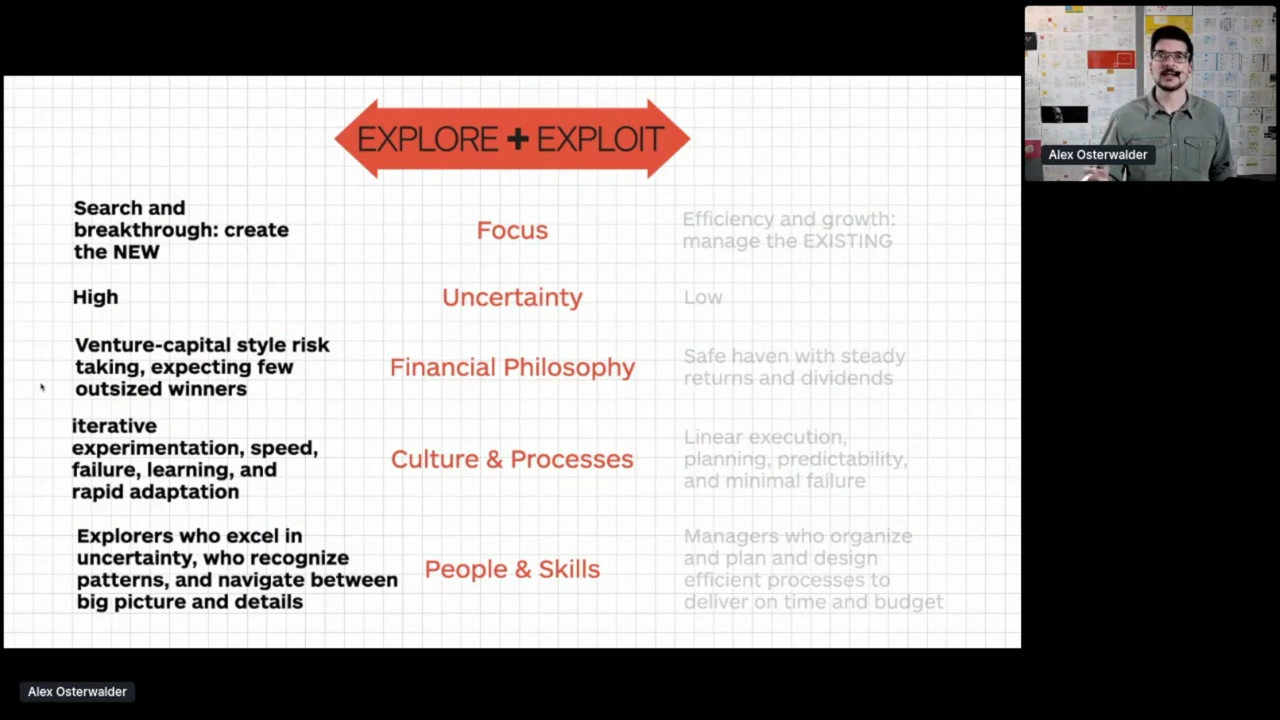 EXPLORE + EXPLOIT
Search and
breakthrough: create
the NEW
Focus
Efficiency and growth:
manage the EXISTING
High
Uncertainty
Low
Venture-capital style risk
taking, expecting few
outsized winners
Financial Philosophy
Safe haven with steady
returns and dividends
iterative
experimentation, speed,
failure, learning, and
rapid adaptation
Culture & Processes
Linear execution,
planning, predictability,
and minimal failure
Explorers who excel in
uncertainty, who recognize
patterns, and navigate between
big picture and details
People & Skills
Managers who organize
and plan and design
efficient processes to
deliver on time and budget
Alex Osterwalder
Alex Osterwalder